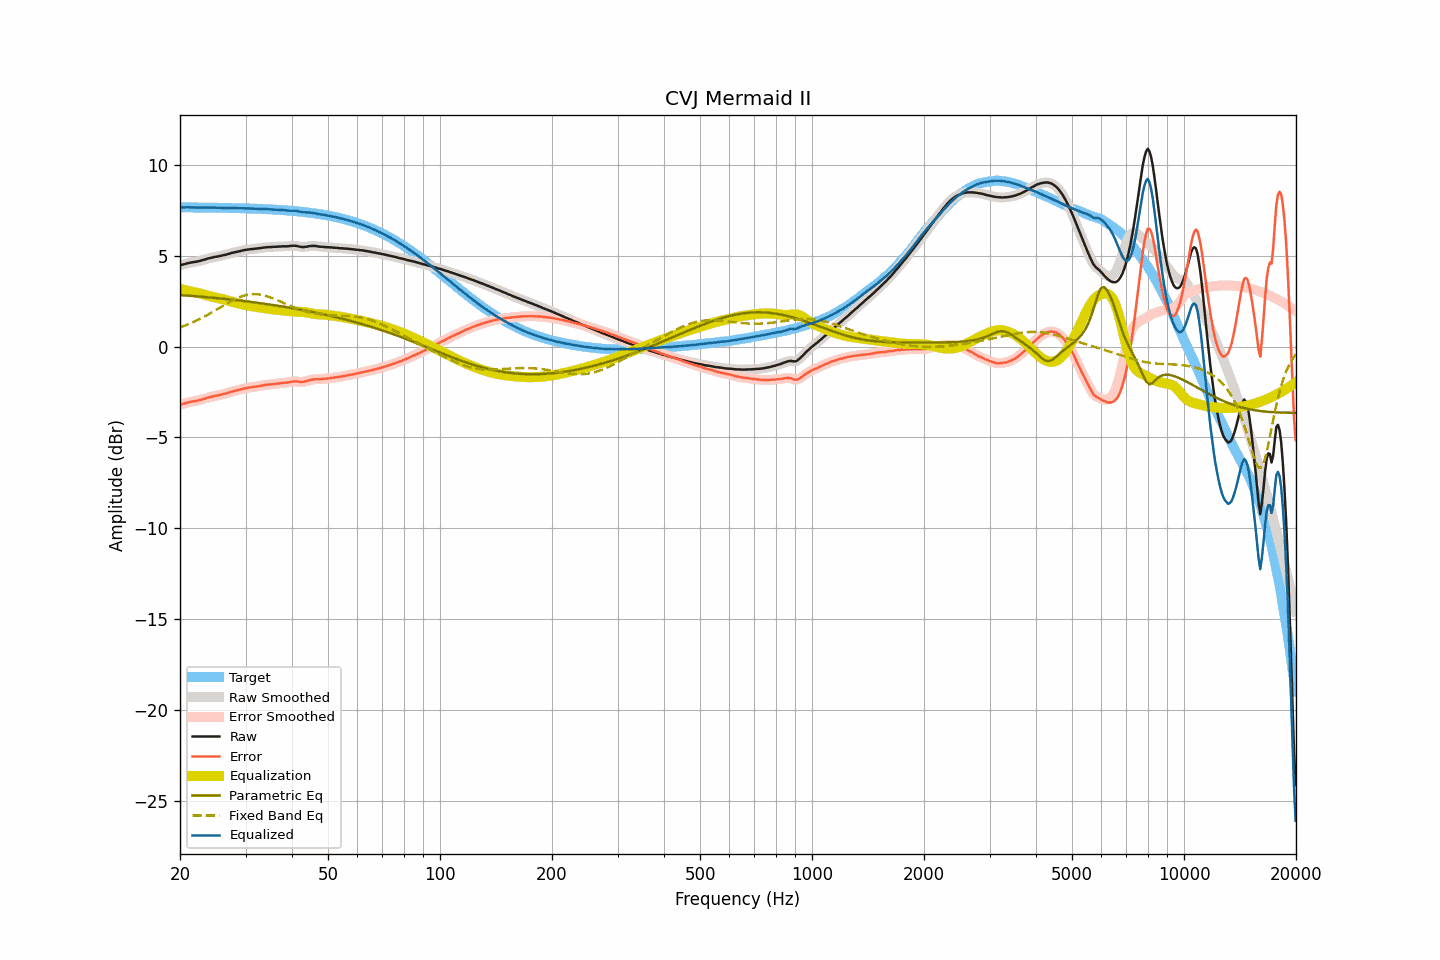 CVJ Mermaid II
10
5
0
−5
−10
−15
−20
−25
Amplitude (dBr)
Target
Raw Smoothed
Error Smoothed
Raw
Error
Equalization
Parametric Eq
Fixed Band Eq
Equalized
20 50 100 200 500 1000 2000 5000 10000 20000
Frequency (Hz)